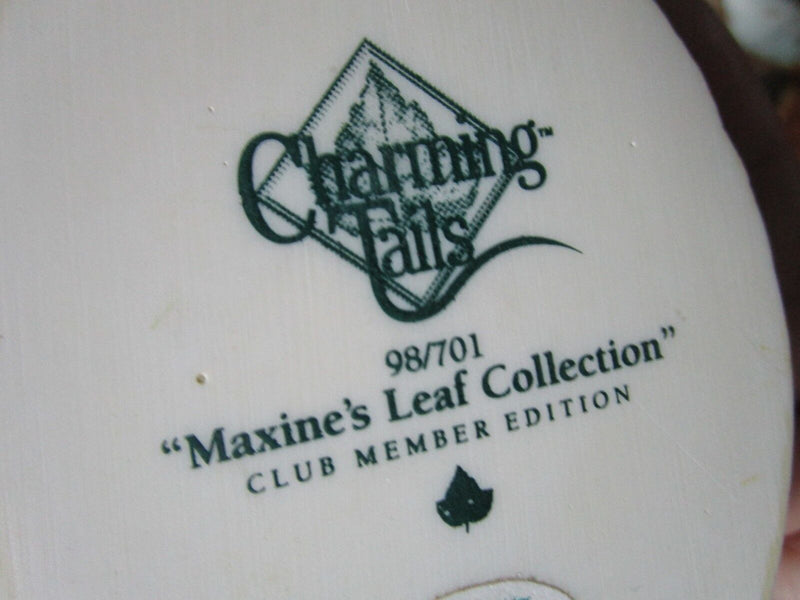 Charming™
Tails
98/701
“Maxine’s Leaf Collection”
CLUB MEMBER EDITION